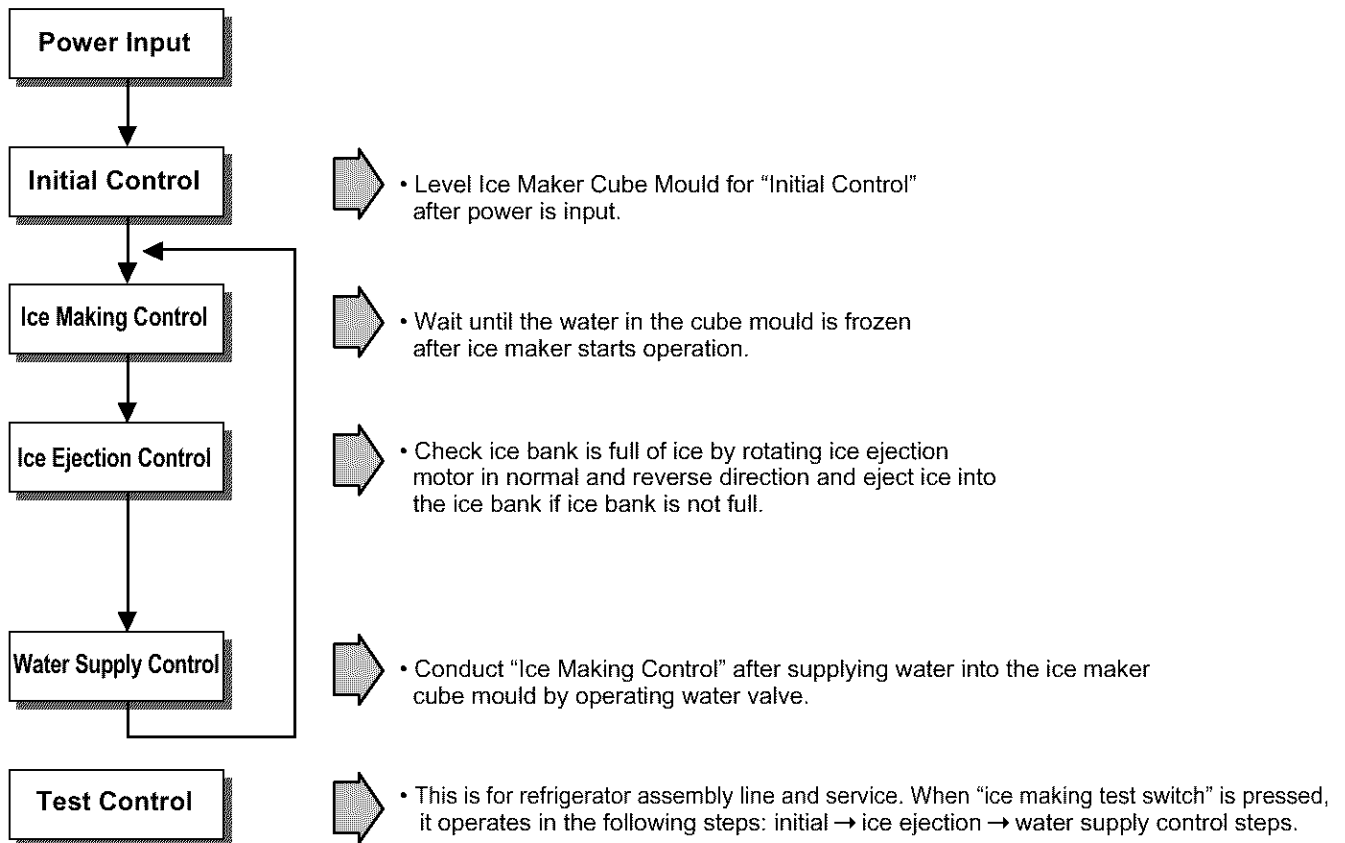 Power Input
Initial Control
• Level Ice Maker Cube Mould for “Initial Control”
after power is input.
Ice Making Control
• Wait until the water in the cube mould is frozen
after ice maker starts operation.
Ice Ejection Control
• Check ice bank is full of ice by rotating ice ejection
motor in normal and reverse direction and eject ice into
the ice bank if ice bank is not full.
Water Supply Control
• Conduct “Ice Making Control” after supplying water into the ice maker
cube mould by operating water valve.
Test Control
• This is for refrigerator assembly line and service. When “ice making test switch” is pressed,
it operates in the following steps: initial → ice ejection → water supply control steps.